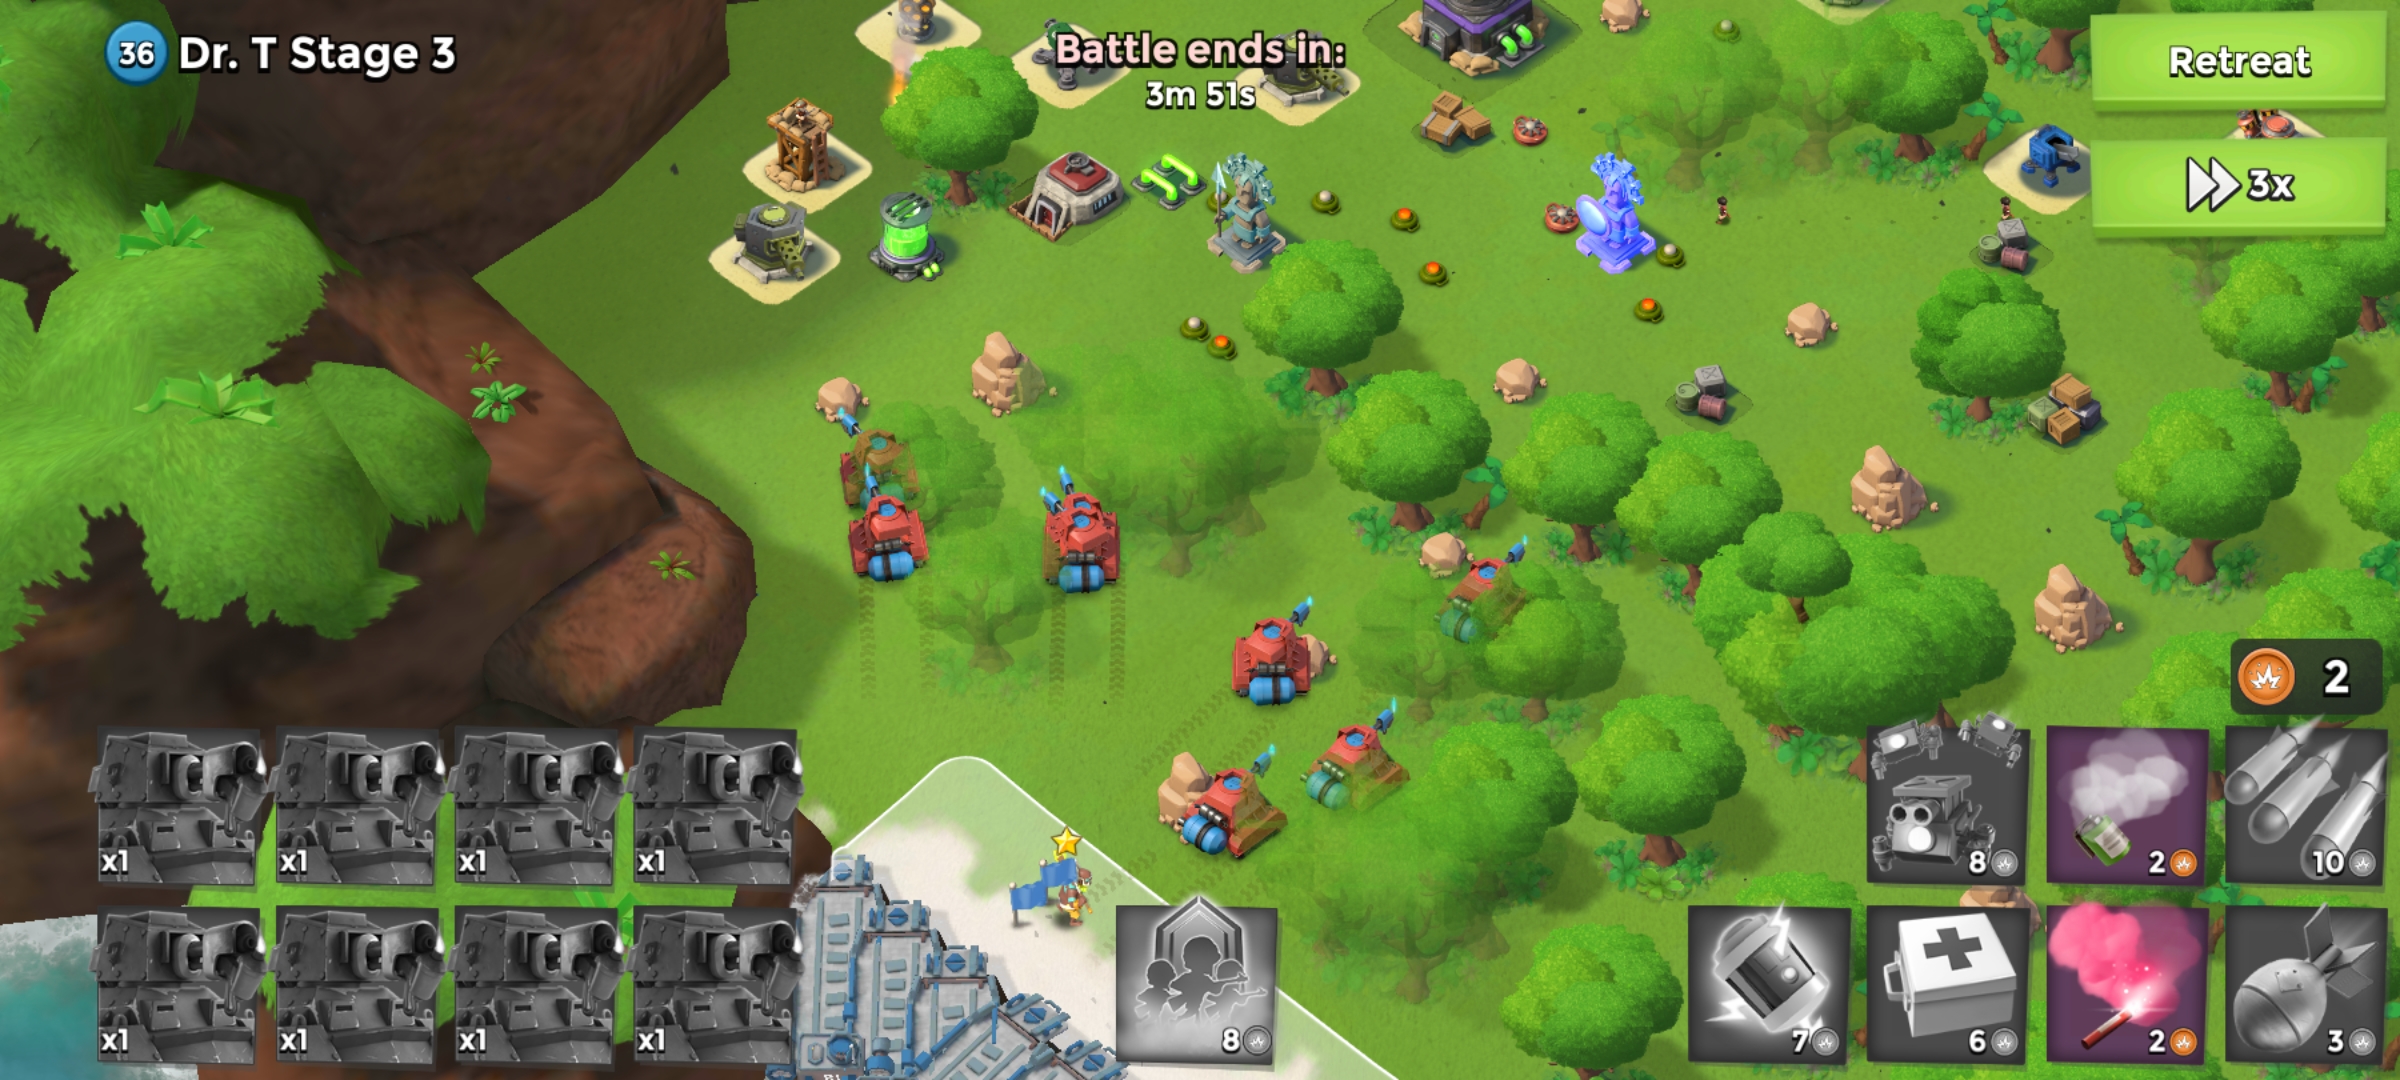 36 Dr. T Stage 3
Battle ends in:
3m 51s
Retreat
3x
2
x1 x1 x1 x1
8 2 10
x1 x1 x1 x1
8 7 6 2 3